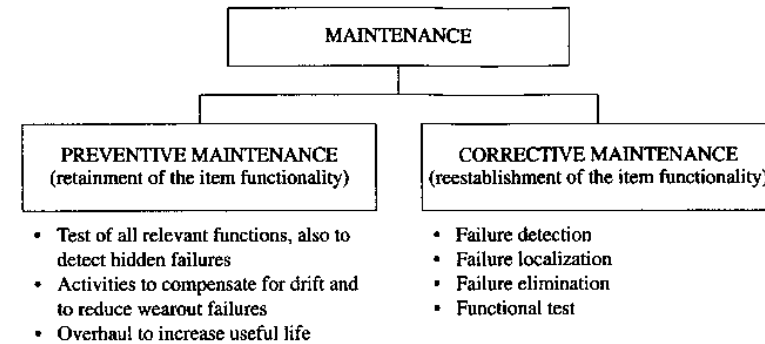 MAINTENANCE
PREVENTIVE MAINTENANCE
(retainment of the item functionality)
• Test of all relevant functions, also to
detect hidden failures
• Activities to compensate for drift and
to reduce wearout failures
• Overhaul to increase useful life
CORRECTIVE MAINTENANCE
(reestablishment of the item functionality)
• Failure detection
• Failure localization
• Failure elimination
• Functional test